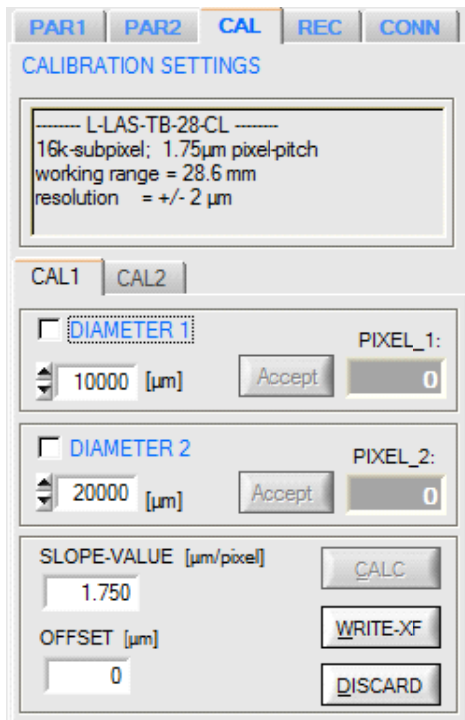 PAR1 PAR2 CAL REC CONN
CALIBRATION SETTINGS
-------- L-LAS-TB-28-CL --------
16k-subpixel; 1.75µm pixel-pitch
working range = 28.6 mm
resolution = +/- 2 µm
CAL1 CAL2
DIAMETER 1
PIXEL_1:
10000 [µm] Accept 0
DIAMETER 2
PIXEL_2:
20000 [µm] Accept 0
SLOPE-VALUE [µm/pixel]
CALC
1.750
WRITE-XF
OFFSET [µm]
0
DISCARD